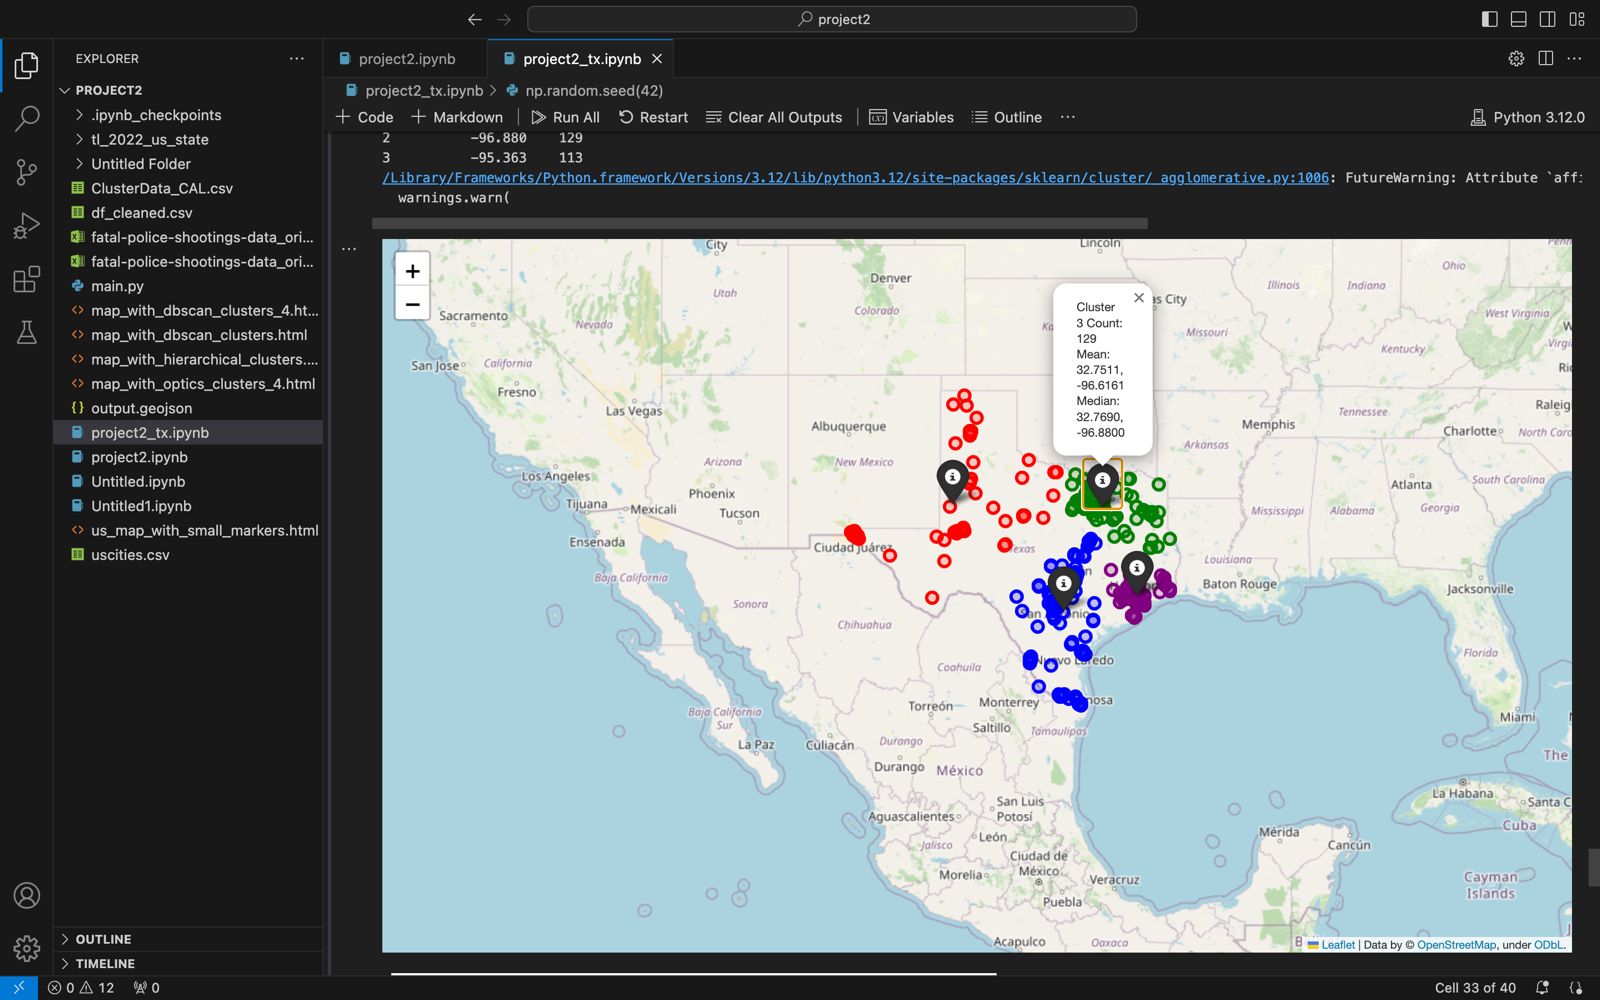 project2
EXPLORER
PROJECT2
.ipynb_checkpoints
tl_2022_us_state
Untitled Folder
ClusterData_CAL.csv
df_cleaned.csv
fatal-police-shootings-data_ori...
fatal-police-shootings-data_ori...
main.py
map_with_dbscan_clusters_4.ht...
map_with_dbscan_clusters.html
map_with_hierarchical_clusters....
map_with_optics_clusters_4.html
output.geojson
project2_tx.ipynb
project2.ipynb
Untitled.ipynb
Untitled1.ipynb
us_map_with_small_markers.html
uscities.csv
OUTLINE
TIMELINE
project2.ipynb
project2_tx.ipynb
project2_tx.ipynb > np.random.seed(42)
+ Code + Markdown Run All Restart Clear All Outputs Variables Outline ... Python 3.12.0
2 -96.880 129
3 -95.363 113
/Library/Frameworks/Python.framework/Versions/3.12/lib/python3.12/site-packages/sklearn/cluster/_agglomerative.py:1006: FutureWarning: Attribute `affi
warnings.warn(
+
−
Cluster
3 Count:
129
Mean:
32.7511,
-96.6161
Median:
32.7690,
-96.8800
City
Lincoln
Denver
Utah
Colorado
Sacramento
Nevada
as City
Illinois
Indiana
Ohio
Penn
West Virginia
Missouri
San Jose
California
Fresno
Las Vegas
Kentucky
Ric
Albuquerque
Tennessee
Raleig
Memphis
Charlotte
North Caro
Arkansas
Los Angeles
Arizona
New Mexico
Phoenix
Tucson
Atlanta
South Carolina
Tijuana
Mexicali
Mississippi
Alabama
Georgia
Ensenada
Ciudad Juárez
Texas
Louisiana
Baja California
Baton Rouge
Jacksonville
Sonora
Chihuahua
an
onio
Nuevo Laredo
Coahuila
Florida
Baja California
Sur
Torreón
Monterrey
nosa
Saltillo
Tamaulipas
Miami
La Paz
Culiacán
Durango
Durango
México
The
La Habana
Santa C
Cuba
San Luis
Potosí
Aguascalientes
León
Jalisco
Mérida
Cancún
Ciudad de
México
Morelia
Veracruz
Puebla
Cayman
Islands
Acapulco
Oaxaca
B
Leaflet | Data by © OpenStreetMap, under ODbL.
0 12 0
Cell 33 of 40